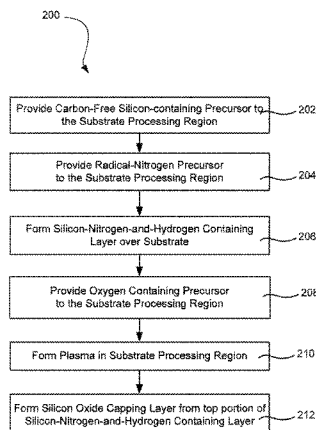 200
Provide Carbon-Free Silicon-containing Precursor to
the Substrate Processing Region
202
Provide Radical-Nitrogen Precursor
to the Substrate Processing Region
204
Form Silicon-Nitrogen-and-Hydrogen Containing
Layer over Substrate
206
Provide Oxygen Containing Precursor
to the Substrate Processing Region
208
Form Plasma in Substrate Processing Region
210
Form Silicon Oxide Capping Layer from top portion of
Silicon-Nitrogen-and-Hydrogen Containing Layer
212